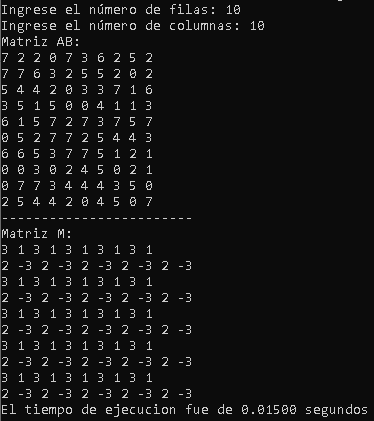 Ingrese el número de filas: 10
Ingrese el número de columnas: 10
Matriz AB:
7 2 2 0 7 3 6 2 5 2
7 7 6 3 2 5 5 2 0 2
5 4 4 2 0 3 3 7 1 6
3 5 1 5 0 0 4 1 1 3
6 1 5 7 2 7 3 7 5 7
0 5 2 7 7 2 5 4 4 3
6 6 5 3 7 7 5 1 2 1
0 0 3 0 2 4 5 0 2 1
0 7 7 3 4 4 4 3 5 0
2 5 4 4 2 0 4 5 0 7
------------------------
Matriz M:
3 1 3 1 3 1 3 1 3 1
2 -3 2 -3 2 -3 2 -3 2 -3
3 1 3 1 3 1 3 1 3 1
2 -3 2 -3 2 -3 2 -3 2 -3
3 1 3 1 3 1 3 1 3 1
2 -3 2 -3 2 -3 2 -3 2 -3
3 1 3 1 3 1 3 1 3 1
2 -3 2 -3 2 -3 2 -3 2 -3
3 1 3 1 3 1 3 1 3 1
2 -3 2 -3 2 -3 2 -3 2 -3
El tiempo de ejecucion fue de 0.01500 segundos